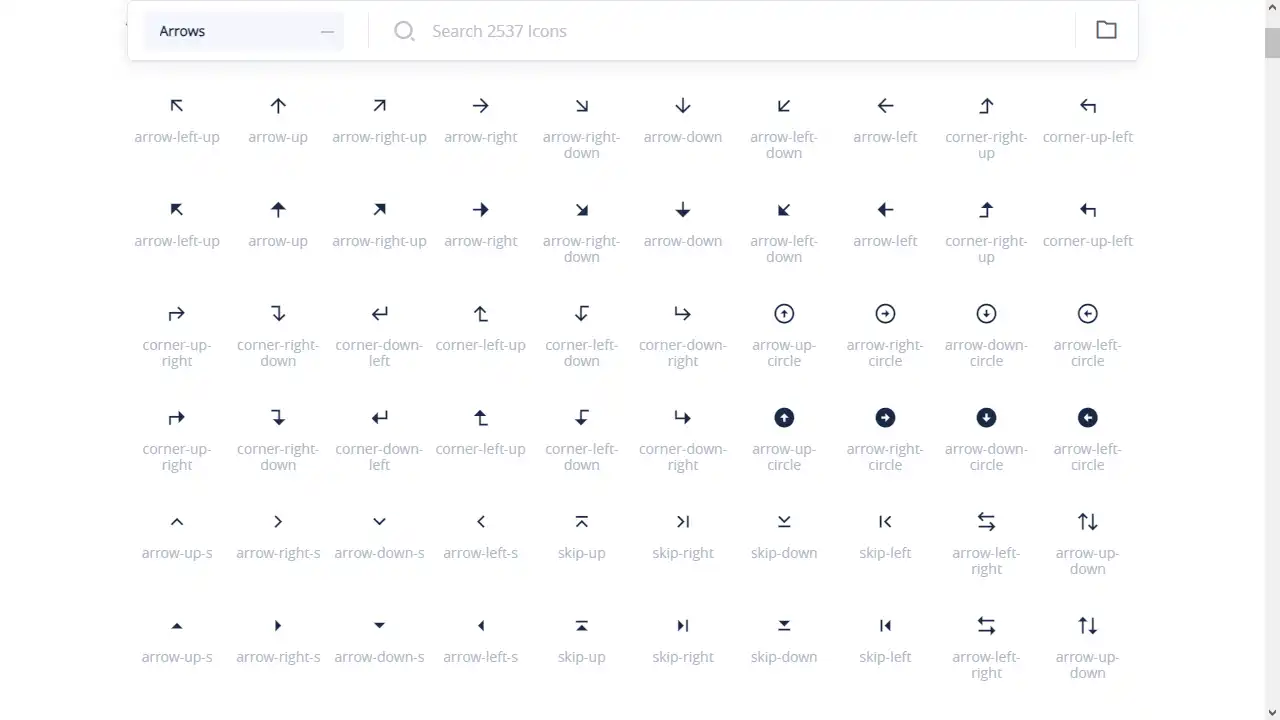 Arrows
Search 2537 Icons
arrow-left-up arrow-up arrow-right-up arrow-right arrow-right- arrow-down arrow-left- arrow-left corner-right- corner-up-left
down down up
arrow-left-up arrow-up arrow-right-up arrow-right arrow-right- arrow-down arrow-left- arrow-left corner-right- corner-up-left
down down up
corner-up- corner-right- corner-down- corner-left-up corner-left- corner-down- arrow-up- arrow-right- arrow-down- arrow-left-
right down left down right circle circle circle circle
corner-up- corner-right- corner-down- corner-left-up corner-left- corner-down- arrow-up- arrow-right- arrow-down- arrow-left-
right down left down right circle circle circle circle
arrow-up-s arrow-right-s arrow-down-s arrow-left-s skip-up skip-right skip-down skip-left arrow-left- arrow-up-
right down
arrow-up-s arrow-right-s arrow-down-s arrow-left-s skip-up skip-right skip-down skip-left arrow-left- arrow-up-
right down